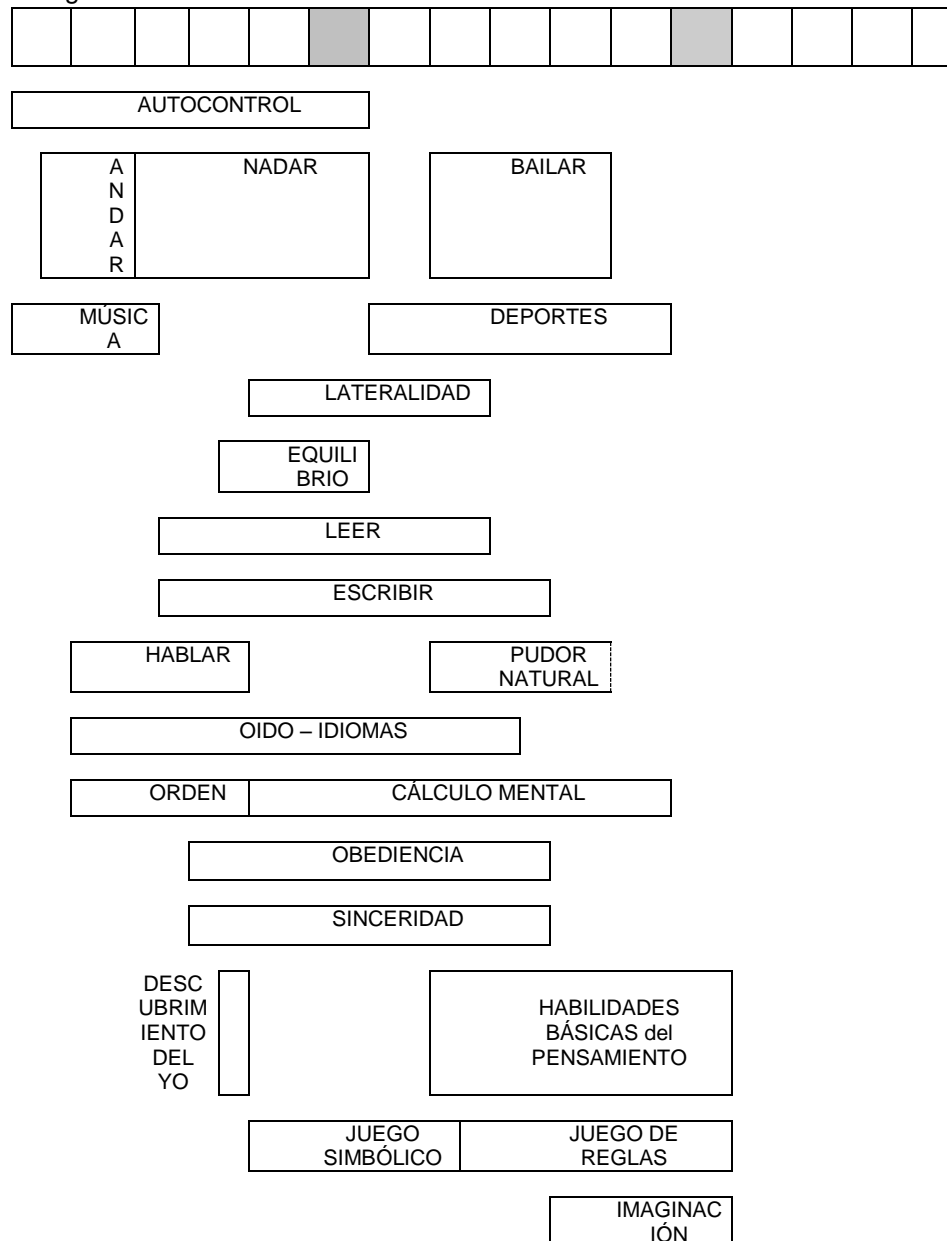 AUTOCONTROL
A
N
D
A
R
NADAR
BAILAR
MÚSIC
A
DEPORTES
LATERALIDAD
EQUILI
BRIO
LEER
ESCRIBIR
HABLAR
PUDOR
NATURAL
OIDO – IDIOMAS
ORDEN
CÁLCULO MENTAL
OBEDIENCIA
SINCERIDAD
DESC
UBRIM
IENTO
DEL
YO
HABILIDADES
BÁSICAS del
PENSAMIENTO
JUEGO
SIMBÓLICO
JUEGO DE
REGLAS
IMAGINAC
IÓN